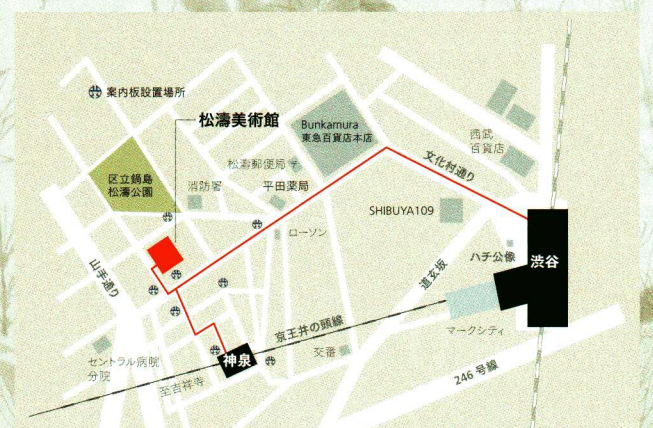 案内板設置場所
松濤美術館
Bunkamura
東急百貨店本店
西武
百貨店
文化村通り
松濤郵便局
区立鍋島
松濤公園
消防署
平田薬局
SHIBUYA109
ローソン
ハチ公像
渋谷
山手通り
道玄坂
マークシティ
京王井の頭線
セントラル病院
分院
神泉
交番
至吉祥寺
246号線